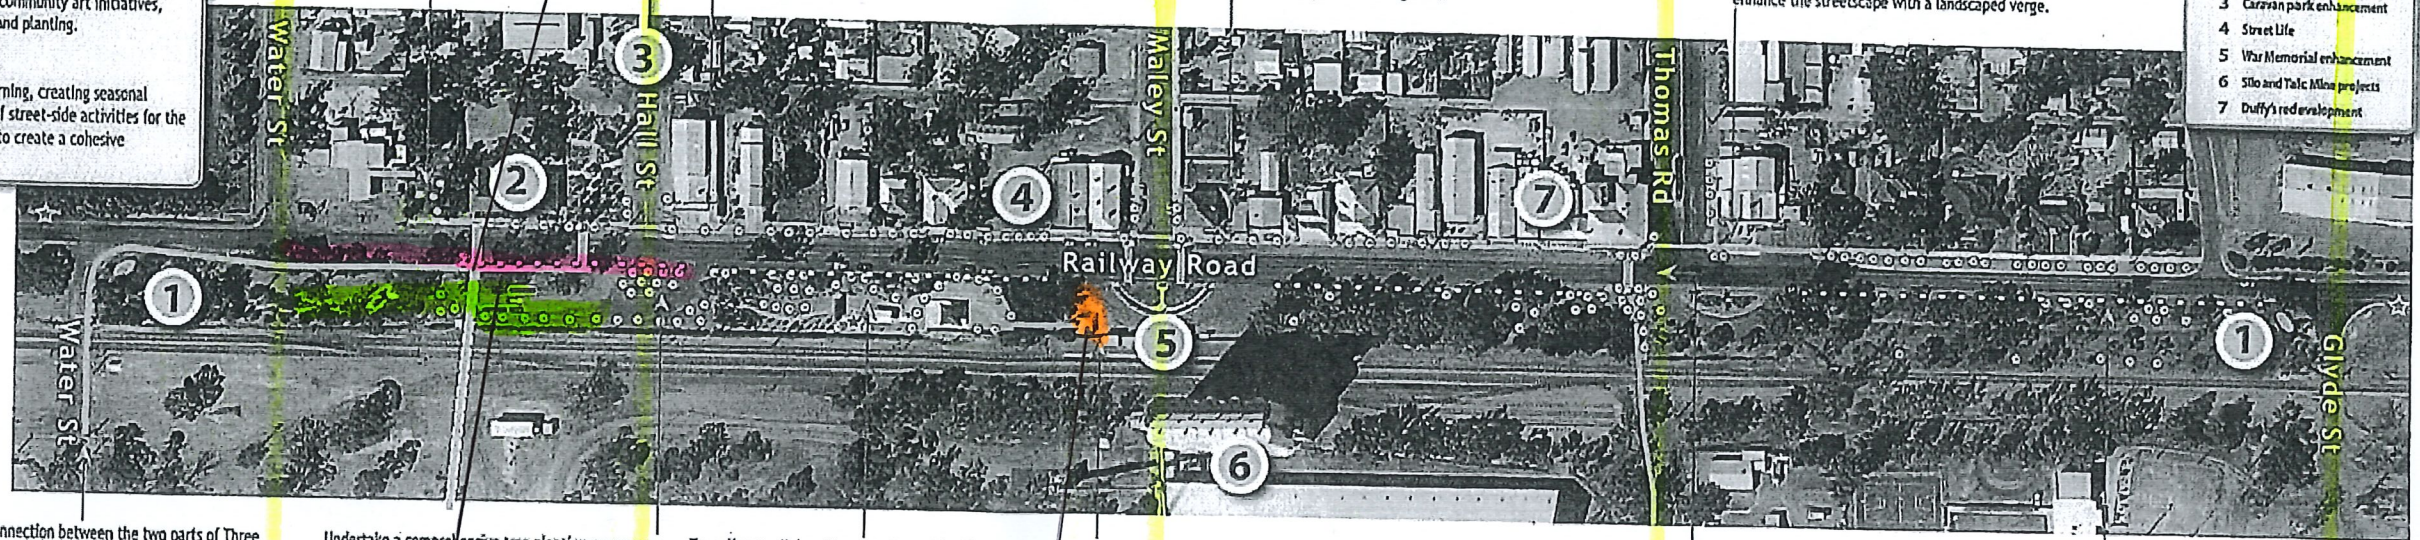 community art initiatives,
and planting.
rning, creating seasonal
f street-side activities for the
to create a cohesive
enhance the streetscape with a landscaped verge.
3 Caravan park enhancement
4 Street Life
5 War Memorial enhancement
6 Silo and Talc Mine projects
7 Duffy's redevelopment
Water St
3
Hall St
Maley St
Thomas Rd
2
4
7
Railway Road
1
5
1
Water St
Glyde St
6
nnection between the two parts of Three
Undertake a comprehensive